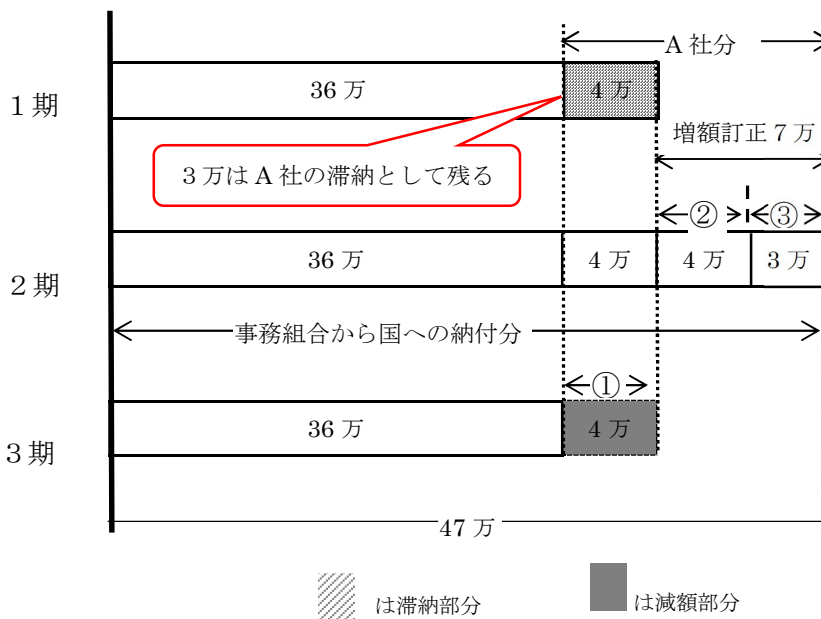 A 社分
36 万
4 万
1 期
増額訂正 7 万
3 万は A 社の滞納として残る
②
③
36 万
4 万
4 万
3 万
2 期
事務組合から国への納付分
①
36 万
4 万
3 期
47 万
は滞納部分
は減額部分